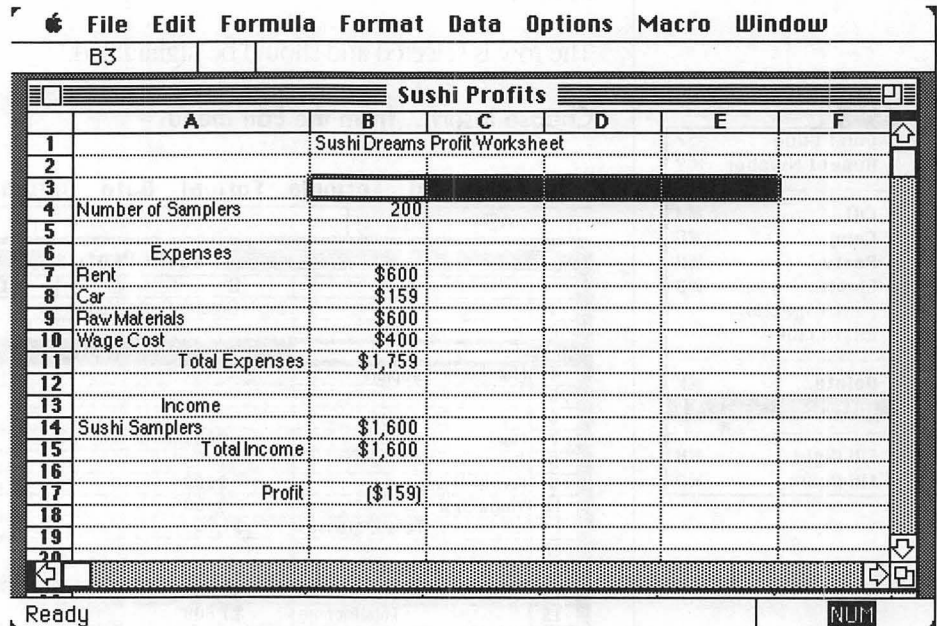 File Edit Formula Format Data Options Macro Window
B3
Sushi Profits
A B C D E F
1 Sushi Dreams Profit Worksheet
2
3
4 Number of Samplers 200
5
6 Expenses
7 Rent $600
8 Car $159
9 Raw Materials $600
10 Wage Cost $400
11 Total Expenses $1,759
12
13 Income
14 Sushi Samplers $1,600
15 Total Income $1,600
16
17 Profit ($159)
18
19
20
Ready NUM